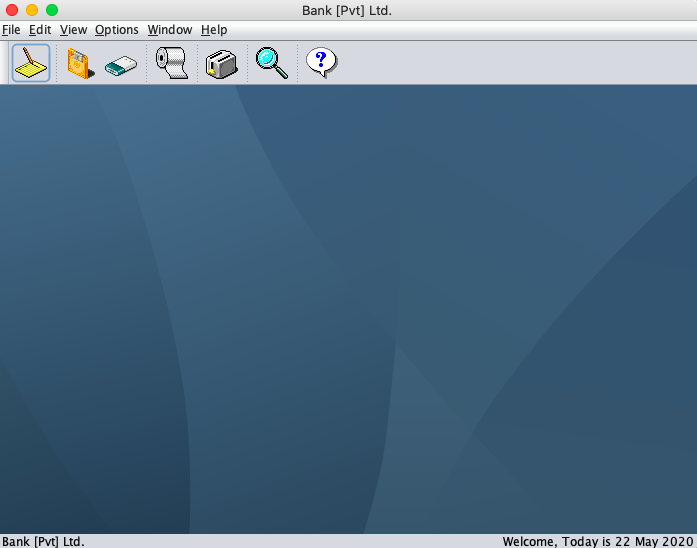 Bank [Pvt] Ltd.
File Edit View Options Window Help
?
Bank [Pvt] Ltd. Welcome, Today is 22 May 2020